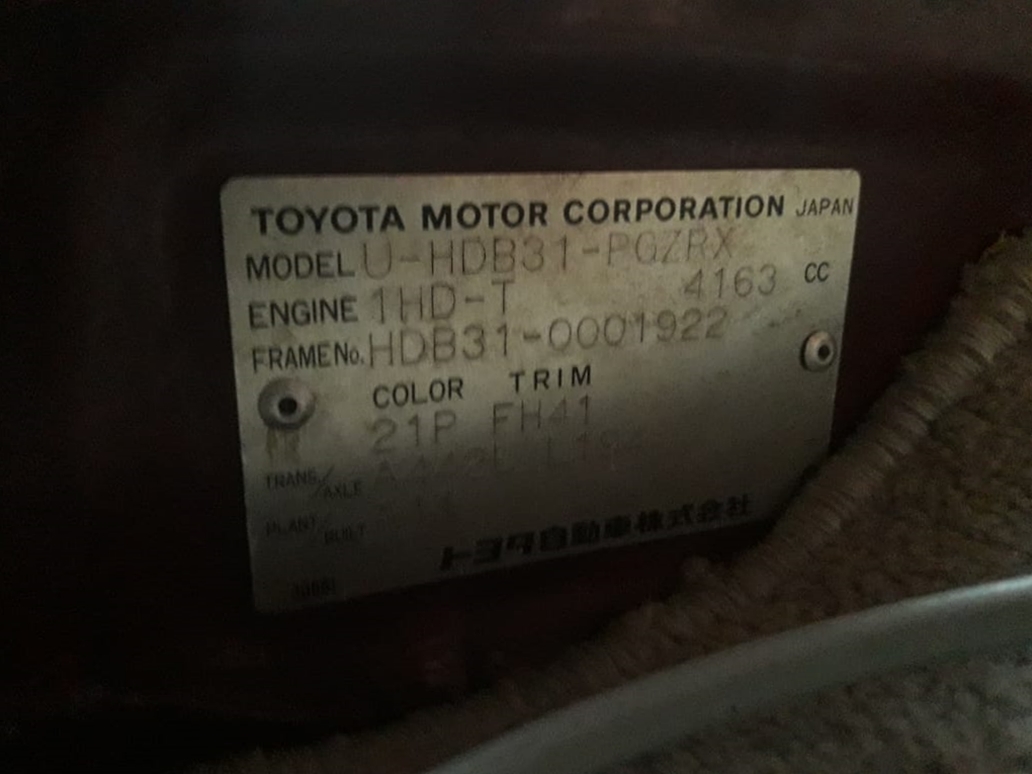 TOYOTA MOTOR CORPORATION JAPAN
MODEL U-HDB31-PGZRX
ENGINE 1HD-T 4163 CC
FRAME No. HDB31-0001922
COLOR TRIM
21P FH41
TRANS./AXLE
PLANT/BUILT
トヨタ自動車株式会社